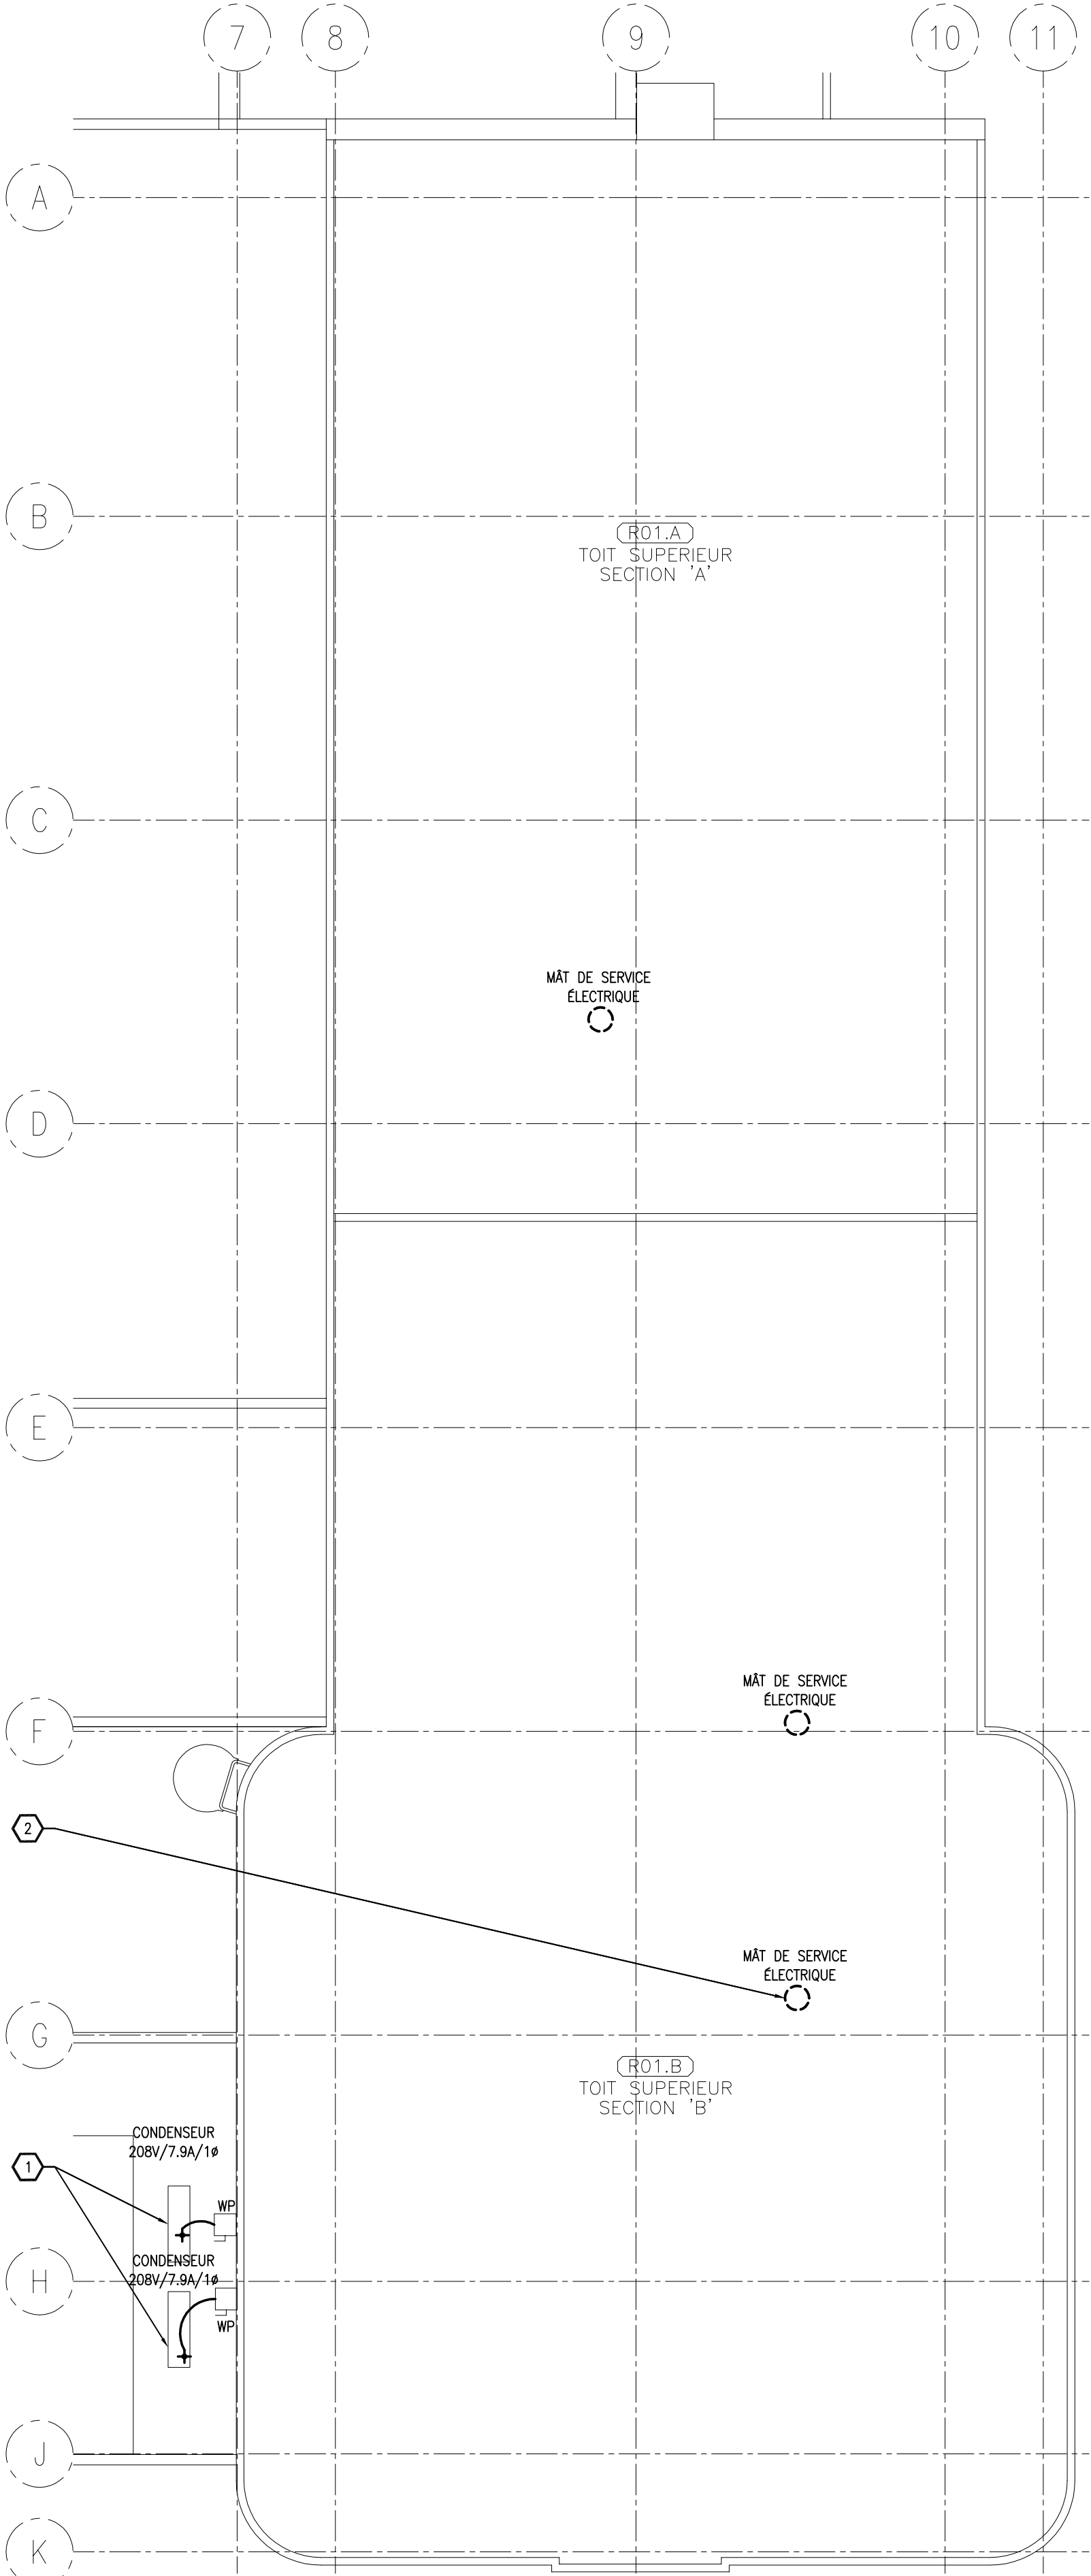 7
8
9
10
11
A
B
R01.A
TOIT SUPERIEUR
SECTION 'A'
C
MÂT DE SERVICE
ÉLECTRIQUE
D
E
MÂT DE SERVICE
ÉLECTRIQUE
F
2
MÂT DE SERVICE
ÉLECTRIQUE
G
R01.B
TOIT SUPERIEUR
SECTION 'B'
CONDENSEUR
208V/7.9A/1ø
1
WP
CONDENSEUR
208V/7.9A/1ø
H
WP
J
K